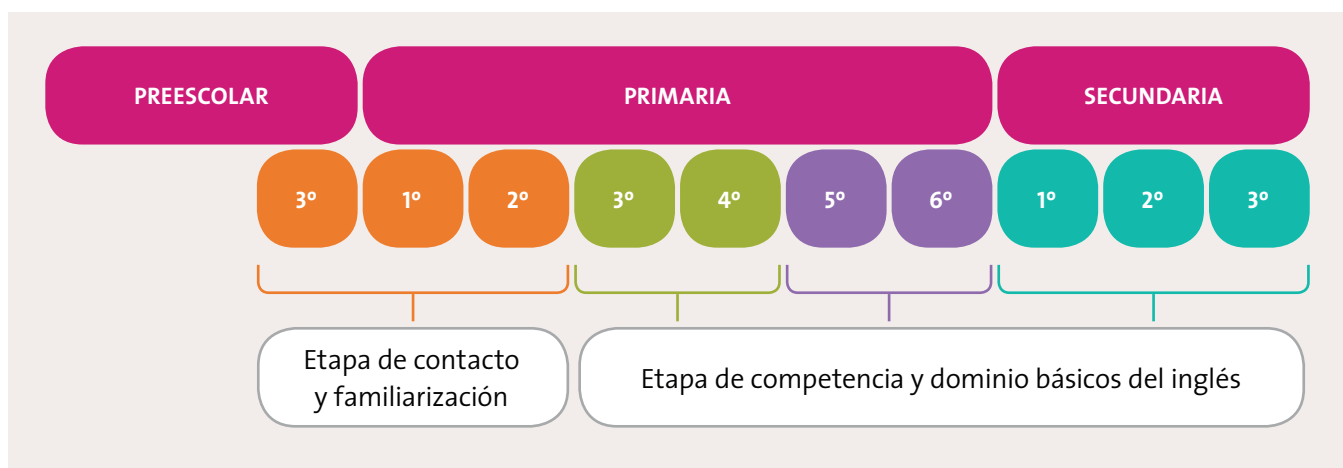 PREESCOLAR
PRIMARIA
SECUNDARIA
3º
1º
2º
3º
4º
5º
6º
1º
2º
3º
Etapa de contacto
y familiarización
Etapa de competencia y dominio básicos del inglés